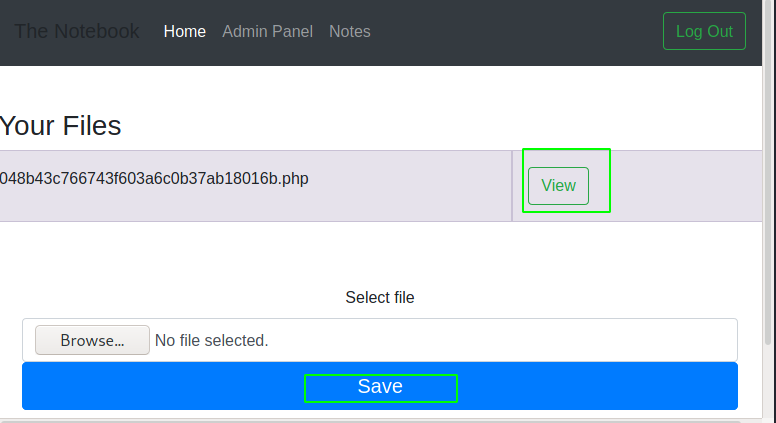 The Notebook Home Admin Panel Notes Log Out
Your Files
048b43c766743f603a6c0b37ab18016b.php View
Select file
Browse... No file selected.
Save